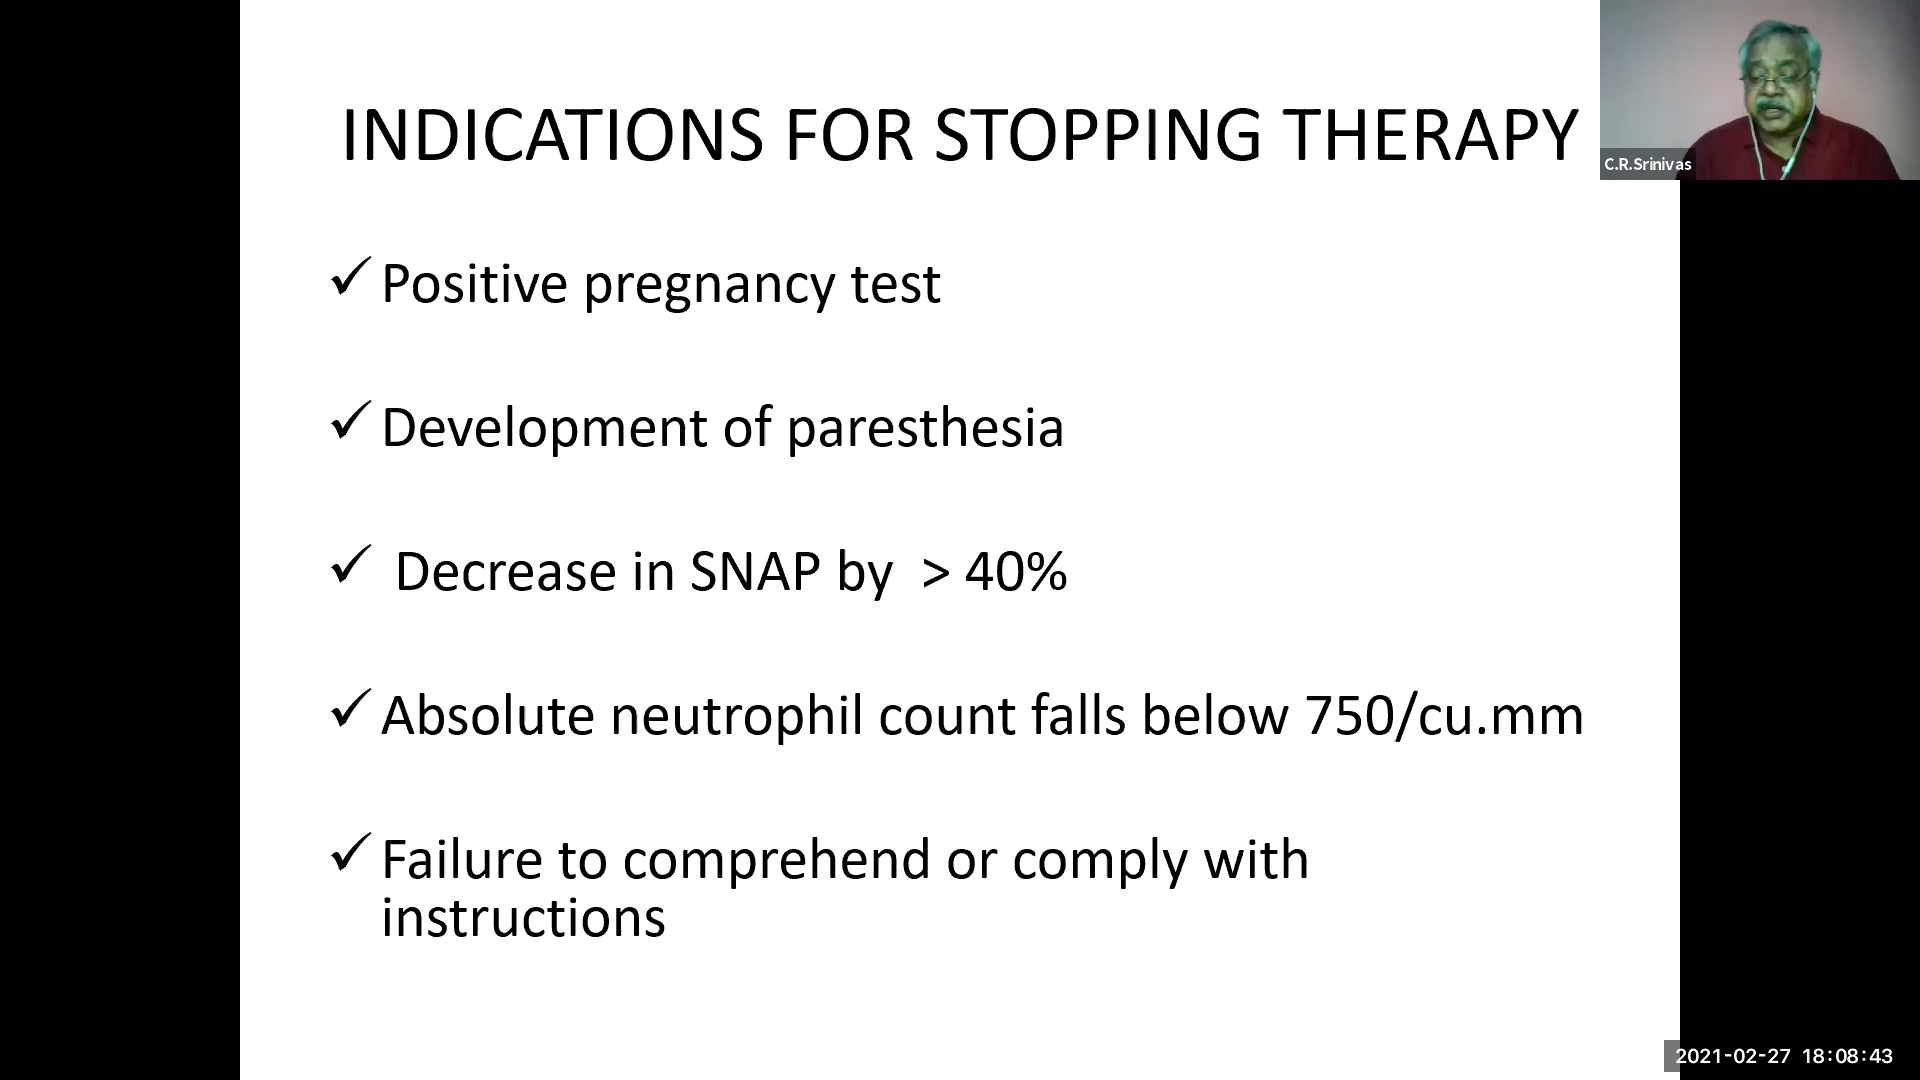 INDICATIONS FOR STOPPING THERAPY
C.R.Srinivas
✓ Positive pregnancy test
✓ Development of paresthesia
✓ Decrease in SNAP by > 40%
✓ Absolute neutrophil count falls below 750/cu.mm
✓ Failure to comprehend or comply with
instructions
2021-02-27 18:08:43